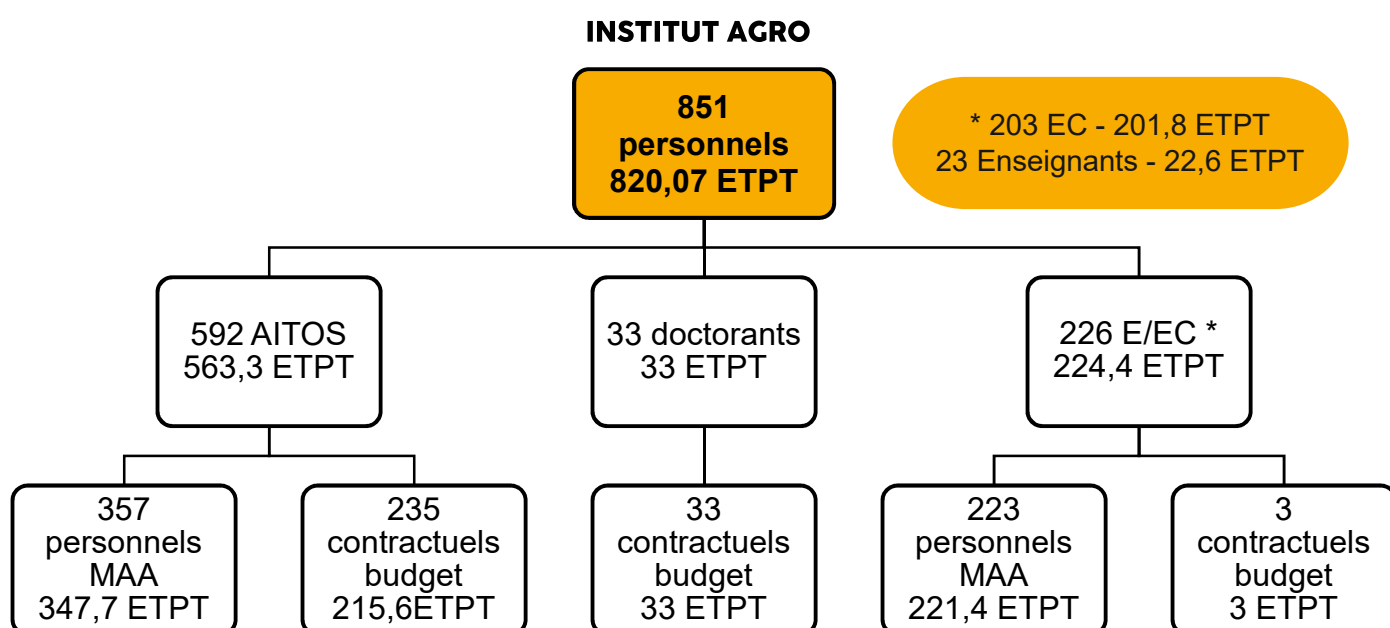 INSTITUT AGRO
851
personnels
820,07 ETPT
* 203 EC - 201,8 ETPT
23 Enseignants - 22,6 ETPT
592 AITOS
563,3 ETPT
33 doctorants
33 ETPT
226 E/EC *
224,4 ETPT
357
personnels
MAA
347,7 ETPT
235
contractuels
budget
215,6ETPT
33
contractuels
budget
33 ETPT
223
personnels
MAA
221,4 ETPT
3
contractuels
budget
3 ETPT